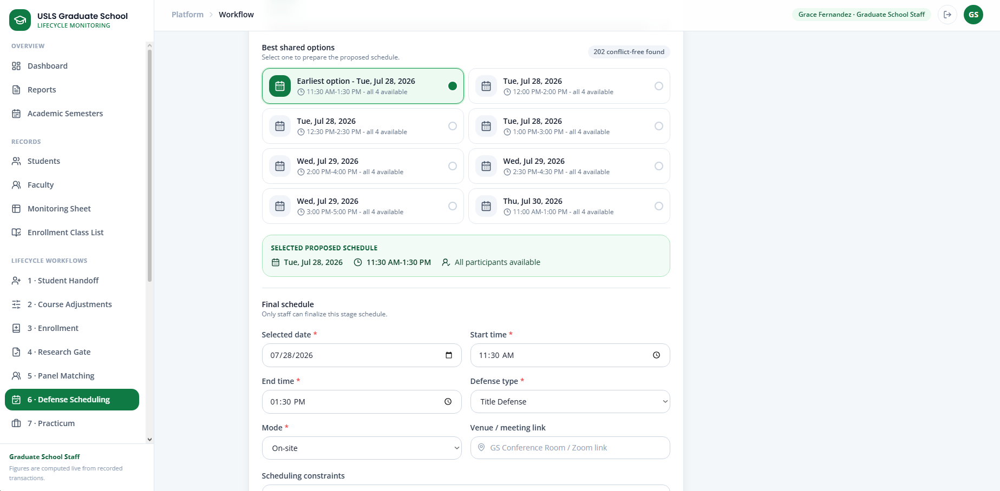 USLS Graduate School
LIFECYCLE MONITORING
OVERVIEW
Dashboard
Reports
Academic Semesters
RECORDS
Students
Faculty
Monitoring Sheet
Enrollment Class List
LIFECYCLE WORKFLOWS
1 · Student Handoff
2 · Course Adjustments
3 · Enrollment
4 · Research Gate
5 · Panel Matching
6 · Defense Scheduling
7 · Practicum
Graduate School Staff
Figures are computed live from recorded
transactions.
Platform > Workflow
Grace Fernandez · Graduate School Staff
GS
Best shared options
Select one to prepare the proposed schedule.
202 conflict-free found
Earliest option - Tue, Jul 28, 2026
11:30 AM-1:30 PM - all 4 available
Tue, Jul 28, 2026
12:00 PM-2:00 PM - all 4 available
Tue, Jul 28, 2026
12:30 PM-2:30 PM - all 4 available
Tue, Jul 28, 2026
1:00 PM-3:00 PM - all 4 available
Wed, Jul 29, 2026
2:00 PM-4:00 PM - all 4 available
Wed, Jul 29, 2026
2:30 PM-4:30 PM - all 4 available
Wed, Jul 29, 2026
3:00 PM-5:00 PM - all 4 available
Thu, Jul 30, 2026
11:00 AM-1:00 PM - all 4 available
SELECTED PROPOSED SCHEDULE
Tue, Jul 28, 2026 11:30 AM-1:30 PM All participants available
Final schedule
Only staff can finalize this stage schedule.
Selected date *
07/28/2026
Start time *
11:30 AM
End time *
01:30 PM
Defense type *
Title Defense
Mode *
On-site
Venue / meeting link
GS Conference Room / Zoom link
Scheduling constraints